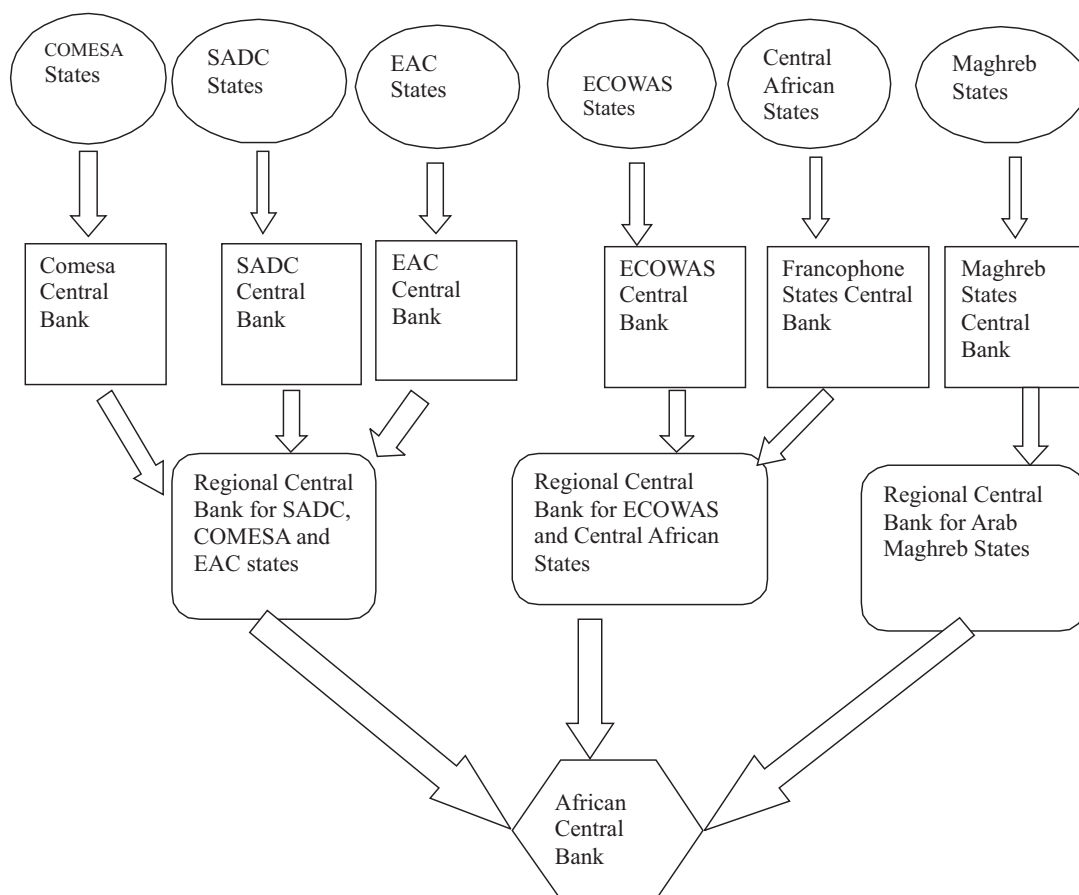 COMESA
States
SADC
States
EAC
States
ECOWAS
States
Central
African
States
Maghreb
States
Comesa
Central
Bank
SADC
Central
Bank
EAC
Central
Bank
ECOWAS
Central
Bank
Francophone
States Central
Bank
Maghreb
States
Central
Bank
Regional Central
Bank for SADC,
COMESA and
EAC states
Regional Central
Bank for ECOWAS
and Central African
States
Regional Central
Bank for Arab
Maghreb States
African
Central
Bank